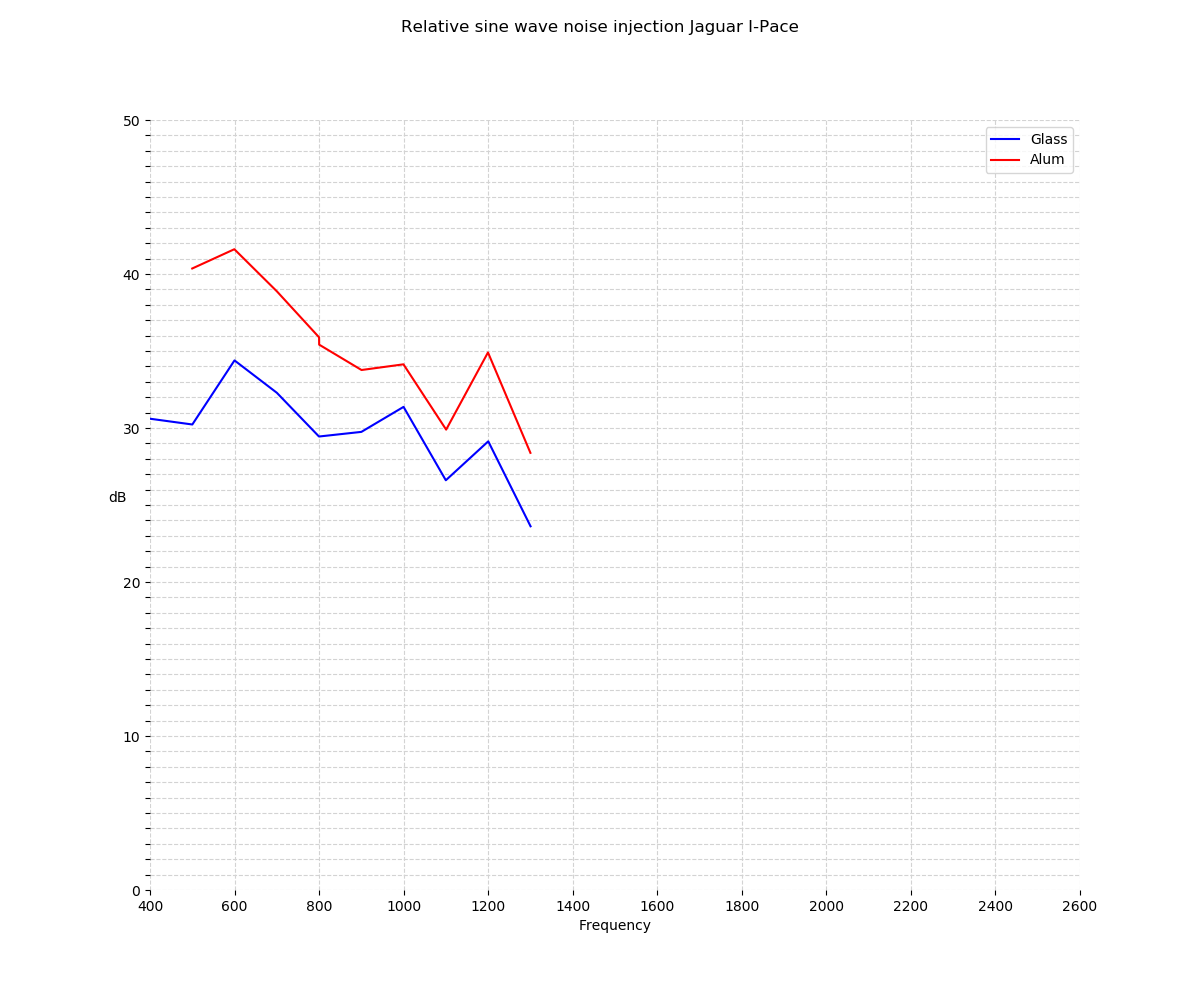 Relative sine wave noise injection Jaguar I-Pace
Glass
Alum
50
40
30
dB
20
10
0
400 600 800 1000 1200 1400 1600 1800 2000 2200 2400 2600
Frequency